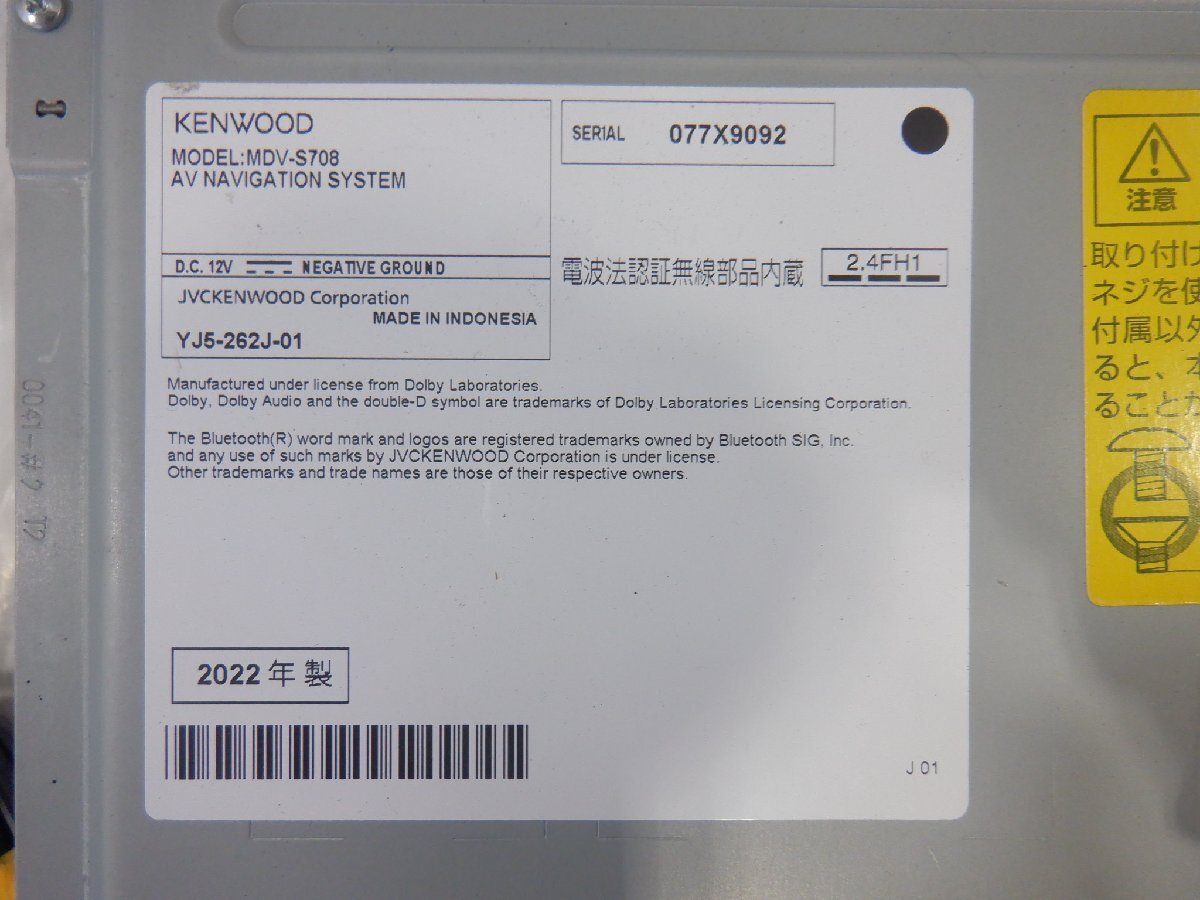 KENWOOD
MODEL:MDV-S708
AV NAVIGATION SYSTEM
D.C. 12V NEGATIVE GROUND
JVCKENWOOD Corporation
MADE IN INDONESIA
YJ5-262J-01
SERIAL 077X9092
電波法認証無線部品内蔵 2.4FH1
Manufactured under license from Dolby Laboratories.
Dolby, Dolby Audio and the double-D symbol are trademarks of Dolby Laboratories Licensing Corporation.
The Bluetooth(R) word mark and logos are registered trademarks owned by Bluetooth SIG, Inc.
and any use of such marks by JVCKENWOOD Corporation is under license.
Other trademarks and trade names are those of their respective owners.
2022 年 製
J 01
注意
取り付け
ネジを使
付属以外
ると、本
ることが